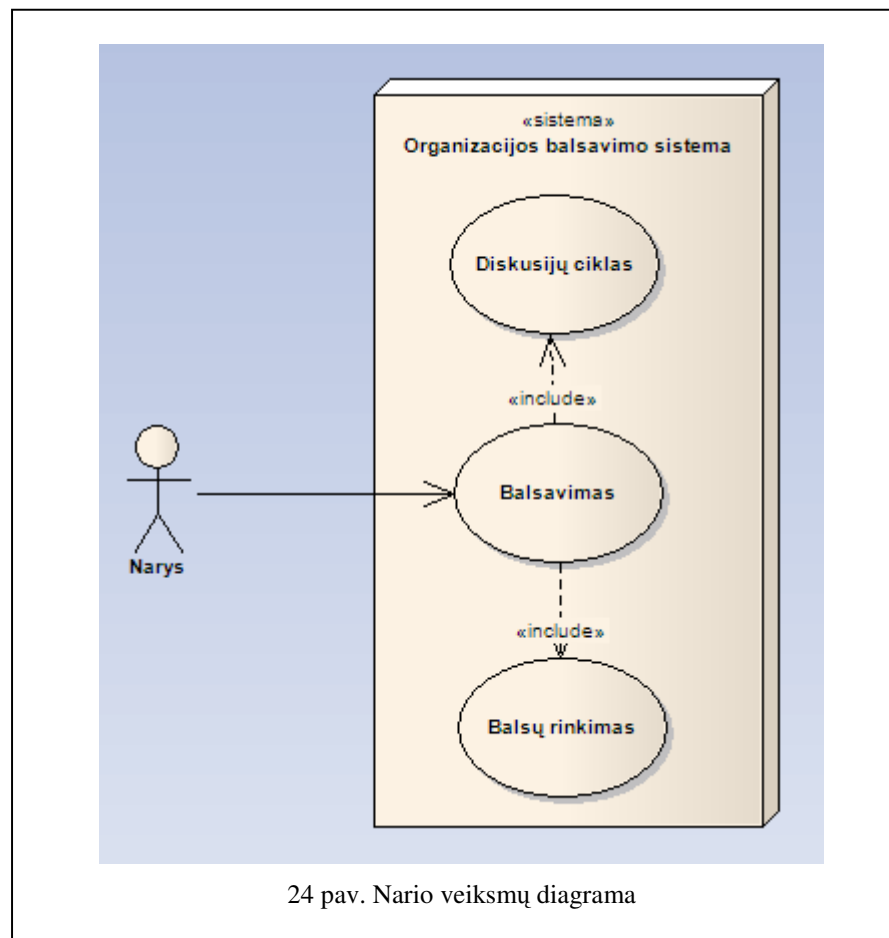 «sistema»
Organizacijos balsavimo sistema
Diskusijų ciklas
«include»
Balsavimas
Narys
«include»
Balsų rinkimas
24 pav. Nario veiksmų diagrama